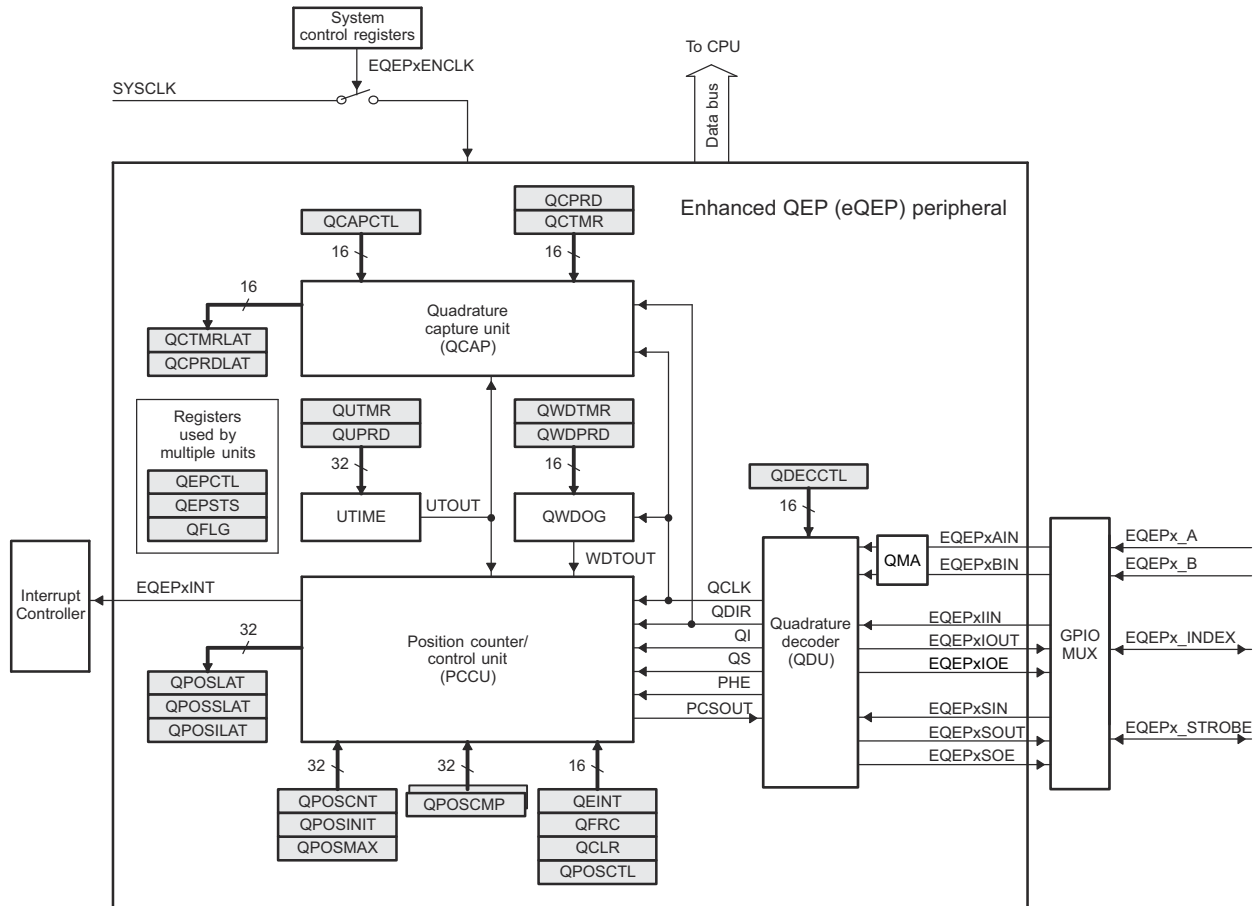 System
control registers
To CPU
EQEPxENCLK
SYSCLK
Data bus
Enhanced QEP (eQEP) peripheral
QCPRD
QCAPCTL
QCTMR
16
16
16
Quadrature
capture unit
(QCAP)
QCTMRLAT
QCPRDLAT
Registers
used by
multiple units
QEPCTL
QEPSTS
QFLG
QUTMR
QUPRD
QWDTMR
QWDPRD
32
16
UTIME
UTOUT
QWDOG
WDTOUT
QDECCTL
16
QMA
EQEPxAIN
EQEPxBIN
EQEPx_A
EQEPx_B
Interrupt
Controller
EQEPxINT
32
Position counter/
control unit
(PCCU)
QCLK
QDIR
QI
QS
PHE
PCSOUT
Quadrature
decoder
(QDU)
EQEPxIIN
EQEPxIOUT
EQEPxIOE
EQEPxSIN
EQEPxSOUT
EQEPxSOE
GPIO
MUX
EQEPx_INDEX
EQEPx_STROBE
QPOSLAT
QPOSSLAT
QPOSILAT
32
32
16
QPOSCNT
QPOSINIT
QPOSMAX
QPOSCMP
QEINT
QFRC
QCLR
QPOSCTL